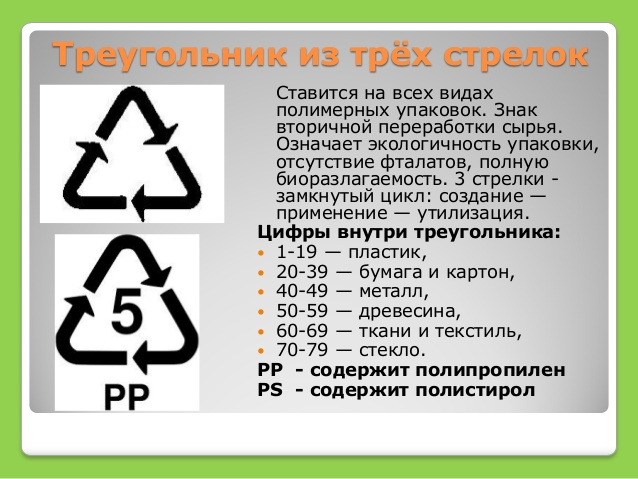 Треугольник из трёх стрелок
Ставится на всех видах
полимерных упаковок. Знак
вторичной переработки сырья.
Означает экологичность упаковки,
отсутствие фталатов, полную
биоразлагаемость. 3 стрелки -
замкнутый цикл: создание —
применение — утилизация.
Цифры внутри треугольника:
1-19 — пластик,
20-39 — бумага и картон,
40-49 — металл,
50-59 — древесина,
60-69 — ткани и текстиль,
70-79 — стекло.
PP - содержит полипропилен
PS - содержит полистирол
5
PP